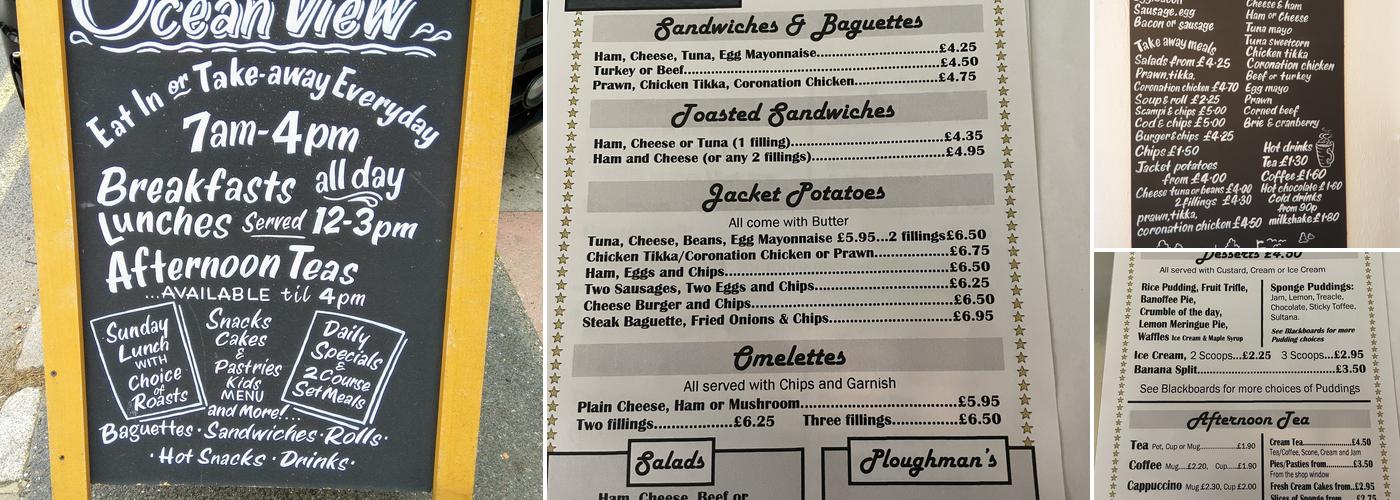 Ocean View
Eat In or Take-away Everyday
7am-4pm
Breakfasts all day
Lunches Served 12-3pm
Afternoon Teas
...AVAILABLE til 4pm
Sunday
Lunch
WITH
Choice
of
Roasts
Snacks
Cakes
&
Pastries
Kids
MENU
and More!...
Daily
Specials
&
2 Course
Set Meals
Baguettes · Sandwiches · Rolls ·
· Hot Snacks · Drinks ·
Sandwiches & Baguettes
Ham, Cheese, Tuna, Egg Mayonnaise...£4.25
Turkey or Beef...£4.50
Prawn, Chicken Tikka, Coronation Chicken...£4.75
Toasted Sandwiches
Ham, Cheese or Tuna (1 filling)...£4.35
Ham and Cheese (or any 2 fillings)...£4.95
Jacket Potatoes
All come with Butter
Tuna, Cheese, Beans, Egg Mayonnaise £5.95...2 fillings£6.50
Chicken Tikka/Coronation Chicken or Prawn...£6.75
Ham, Eggs and Chips...£6.50
Two Sausages, Two Eggs and Chips...£6.25
Cheese Burger and Chips...£6.50
Steak Baguette, Fried Onions & Chips...£6.95
Omelettes
All served with Chips and Garnish
Plain Cheese, Ham or Mushroom...£5.95
Two fillings...£6.25 Three fillings...£6.50
Salads
Ham, Cheese, Beef or
Ploughman's
Sausage, egg
Bacon or sausage
Take away meals
Salads from £4·25
Prawn, tikka,
Coronation chicken £4·70
Soup & roll £2·25
Scampi & chips £5·00
Cod & chips £5·00
Burger & chips £4·25
Chips £1·50
Jacket potatoes
from £4·00
Cheese tuna or beans £4·00
2 fillings £4·30
prawn, tikka,
coronation chicken £4·50
Cheese & ham
Ham or Cheese
Tuna mayo
Tuna sweetcorn
Chicken tikka
Coronation chicken
Beef or turkey
Egg mayo
Prawn
Corned beef
Brie & cranberry
Hot drinks
Tea £1·30
Coffee £1·60
Hot chocolate £1·60
Cold drinks
from 90p
milkshake £1·80
Desserts £4.50
All served with Custard, Cream or Ice Cream
Rice Pudding, Fruit Trifle,
Banoffee Pie,
Crumble of the day,
Lemon Meringue Pie,
Waffles Ice Cream & Maple Syrup
Sponge Puddings:
Jam, Lemon, Treacle,
Chocolate, Sticky Toffee,
Sultana.
See Blackboards for more
Pudding choices
Ice Cream, 2 Scoops...£2.25 3 Scoops...£2.95
Banana Split...£3.50
See Blackboards for more choices of Puddings
Afternoon Tea
Tea Pot, Cup or Mug...£1.90
Coffee Mug...£2.20, Cup...£1.90
Cappuccino Mug £2.30, Cup £2.00
Cream Tea...£4.50
Tea/Coffee, Scone, Cream and Jam
Pies/Pasties from...£3.50
From the shop window
Fresh Cream Cakes from..£2.95
Slices of Sponge from...£2.75